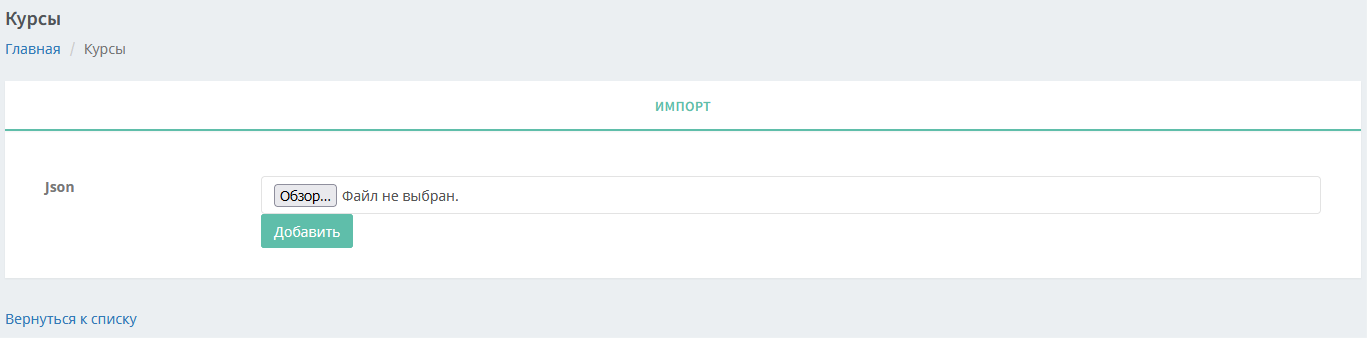 Курсы
Главная / Курсы
ИМПОРТ
Json
Обзор... Файл не выбран.
Добавить
Вернуться к списку